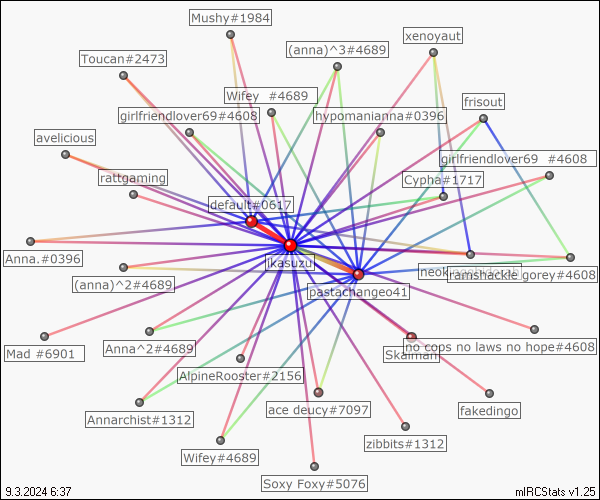 Mushy#1984
(anna)^3#4689
xenoyaut
Toucan#2473
Wifey #4689
frisout
girlfriendlover69#4608
hypomanianna#0396
avelicious
girlfriendlover69 #4608
rattgaming
Cypha#1717
default#0617
Anna.#0396
jkasuzu
ramshackle gorey#4608
(anna)^2#4689
pastachangeo41
Mad #6901
Anna^2#4689
Skaiman
no cops no laws no hope#4608
AlpineRooster#2156
Annarchist#1312
ace deucy#7097
fakedingo
zibbits#1312
Wifey#4689
Soxy Foxy#5076
9.3.2024 6:37
mIRCStats v1.25